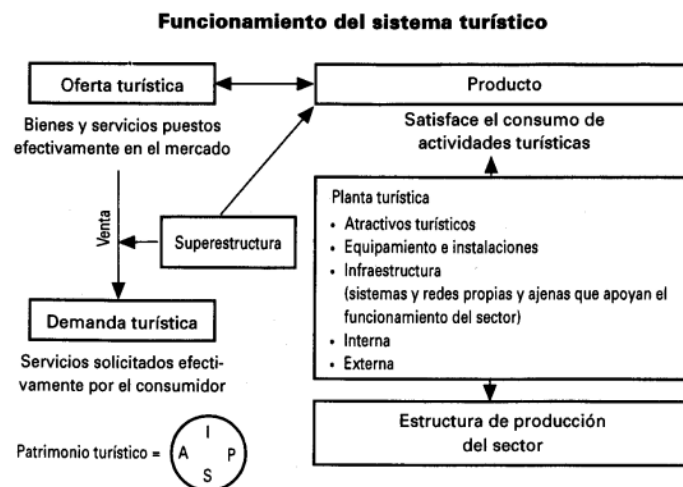 Funcionamiento del sistema turístico
Oferta turística
Producto
Bienes y servicios puestos
efectivamente en el mercado
Satisface el consumo de
actividades turísticas
Venta
Superestructura
Planta turística
• Atractivos turísticos
• Equipamiento e instalaciones
• Infraestructura
(sistemas y redes propias y ajenas que apoyan el
funcionamiento del sector)
• Interna
• Externa
Demanda turística
Servicios solicitados efecti-
vamente por el consumidor
Estructura de producción
del sector
Patrimonio turístico =
I
A P
S